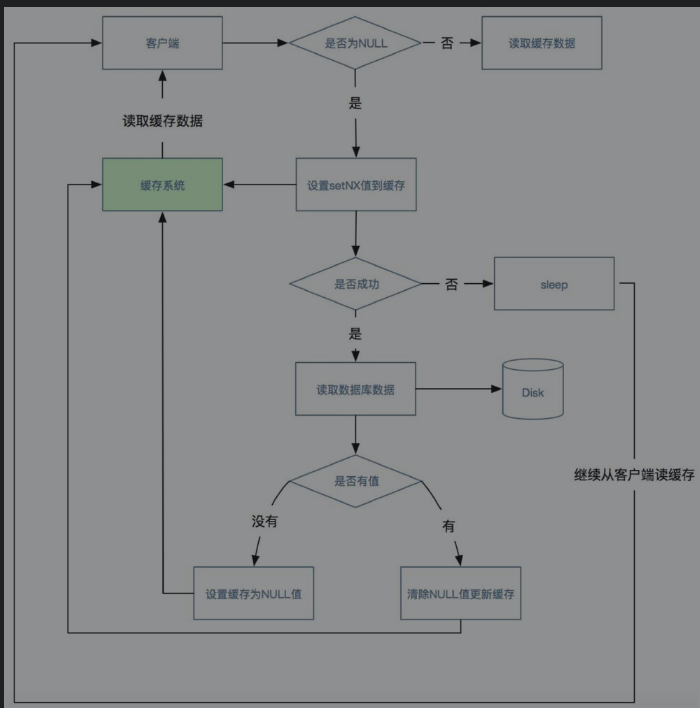 客户端
是否为NULL
否
读取缓存数据
是
读取缓存数据
缓存系统
设置setNX值到缓存
是否成功
否
sleep
是
读取数据库数据
Disk
继续从客户端读缓存
是否有值
没有
有
设置缓存为NULL值
清除NULL值更新缓存